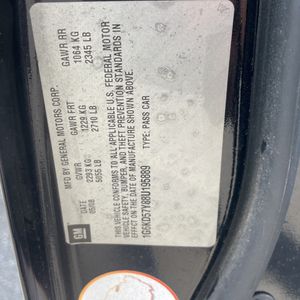 MFD BY GENERAL MOTORS CORP.
DATE GVWR GAWR FRT GAWR RR
05/08 2293 KG 1229 KG 1064 KG
5055 LB 2710 LB 2345 LB
THIS VEHICLE CONFORMS TO ALL APPLICABLE U.S. FEDERAL MOTOR
VEHICLE SAFETY, BUMPER, AND THEFT PREVENTION STANDARDS IN
EFFECT ON THE DATE OF MANUFACTURE SHOWN ABOVE.
1G6KD57Y88U195889 TYPE: PASS CAR
GM